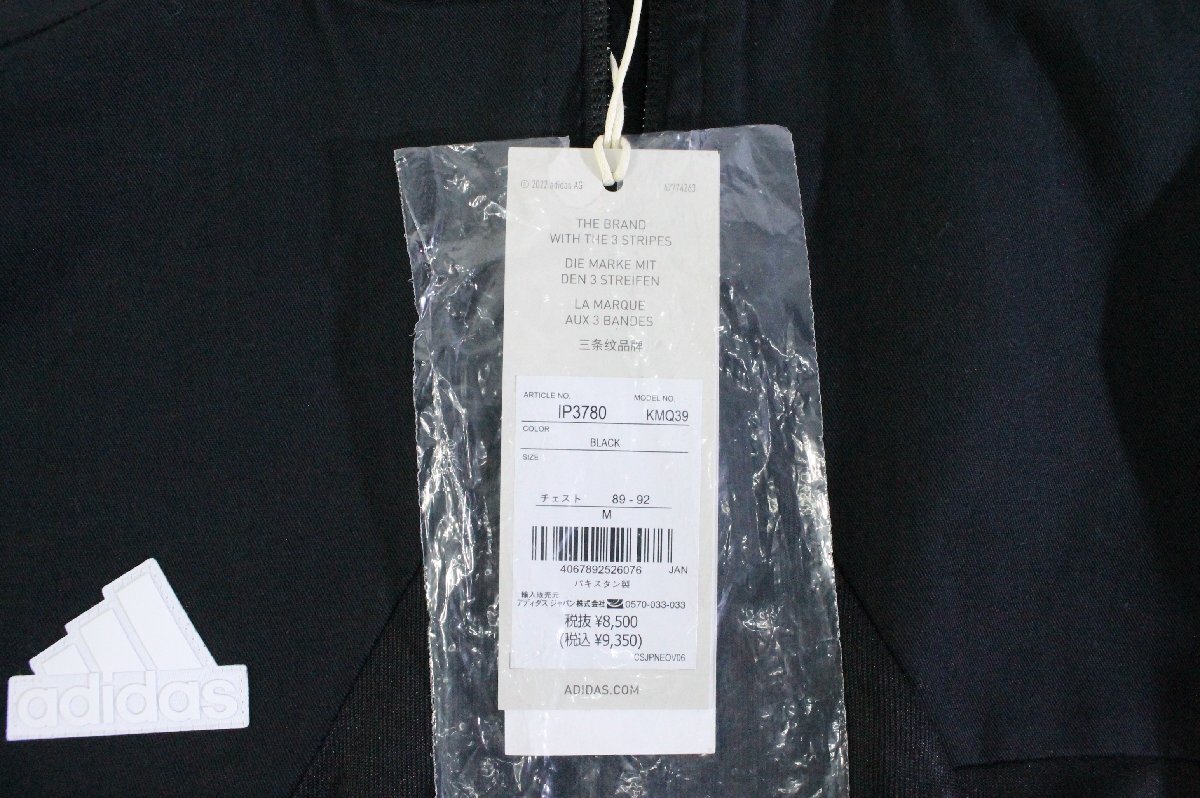 © 2022 adidas AG
THE BRAND
WITH THE 3 STRIPES
DIE MARKE MIT
DEN 3 STREIFEN
LA MARQUE
AUX 3 BANDES
三条纹品牌
ARTICLE NO. MODEL NO.
IP3780 KMQ39
COLOR
BLACK
SIZE
チェスト 89 - 92
M
4067892526076 JAN
パキスタン製
輸入販売元
アディダス ジャパン株式会社 0570-033-033
税抜 ¥8,500
(税込 ¥9,350)
CSJPNEOV06
ADIDAS.COM
adidas